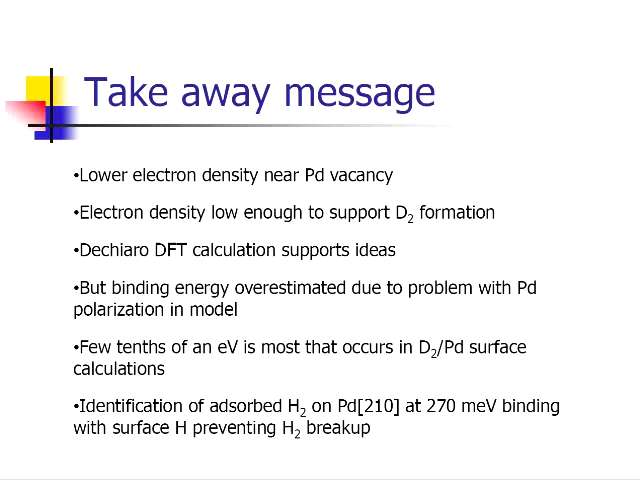 Take away message
•Lower electron density near Pd vacancy
•Electron density low enough to support D₂ formation
•Dechiaro DFT calculation supports ideas
•But binding energy overestimated due to problem with Pd
polarization in model
•Few tenths of an eV is most that occurs in D₂/Pd surface
calculations
•Identification of adsorbed H₂ on Pd[210] at 270 meV binding
with surface H preventing H₂ breakup